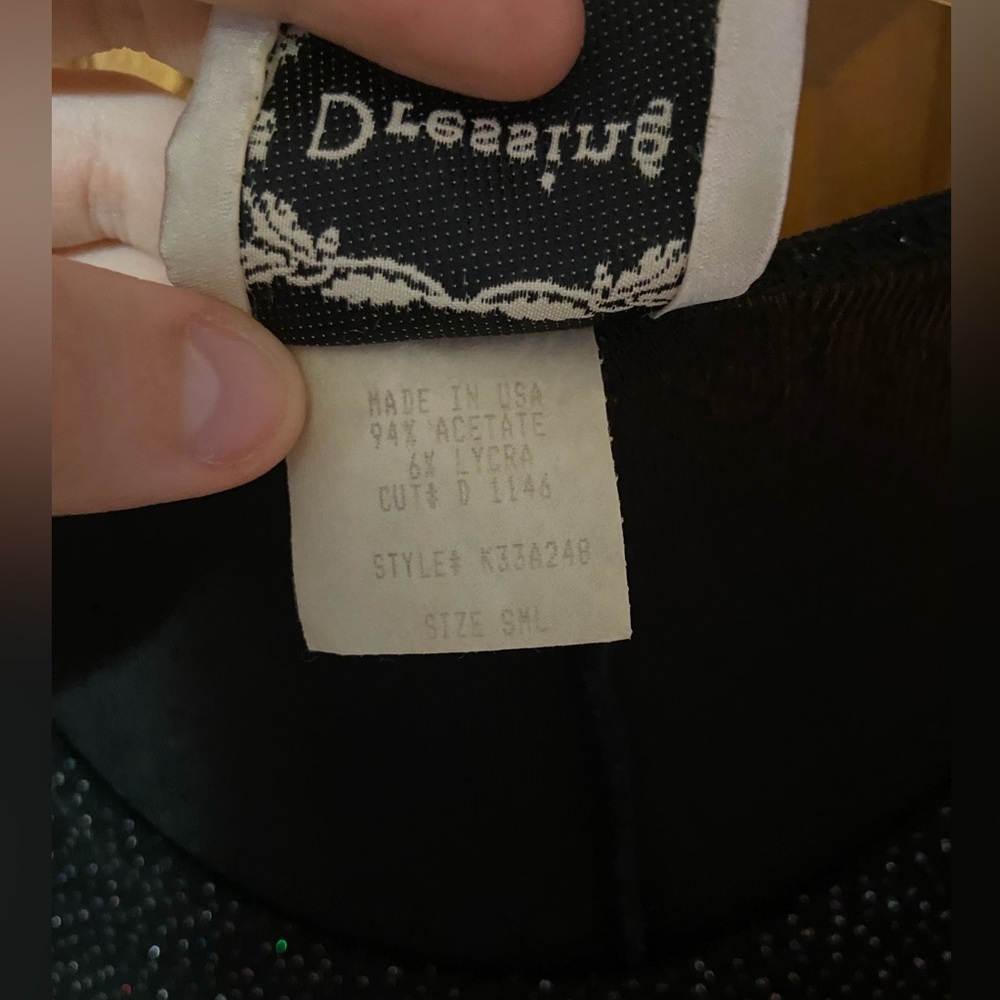 Dressing
MADE IN USA
94% ACETATE
6% LYCRA
CUT# D 1146
STYLE# K33A248
SIZE SML